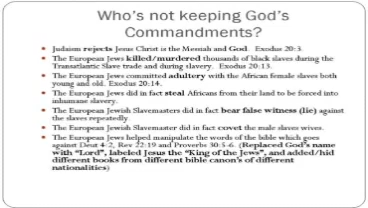 Who's not keeping God's
Commandments?
Judaism rejects Jesus Christ is the Messiah and God. Exodus 20:3.
The European Jews killed/murdered thousands of black slaves during the
Transatlantic Slave trade and during slavery. Exodus 20:13.
The European Jews committed adultery with the African female slaves both
young and old. Exodus 20:14.
The European Jews did in fact steal Africans from their land to be forced into
inhumane slavery.
The European Jewish Slavemasters did in fact bear false witness (lie) against
the slaves repeatedly.
The European Jewish Slavemaster did in fact covet the male slaves wives.
The European Jews helped manipulate the words of the bible which goes
against Deut 4:2, Rev 22:19 and Proverbs 30:5-6. (Replaced God's name
with "Lord", labeled Jesus the "King of the Jews", and added/hid
different books from different bible canon's of different
nationalities)